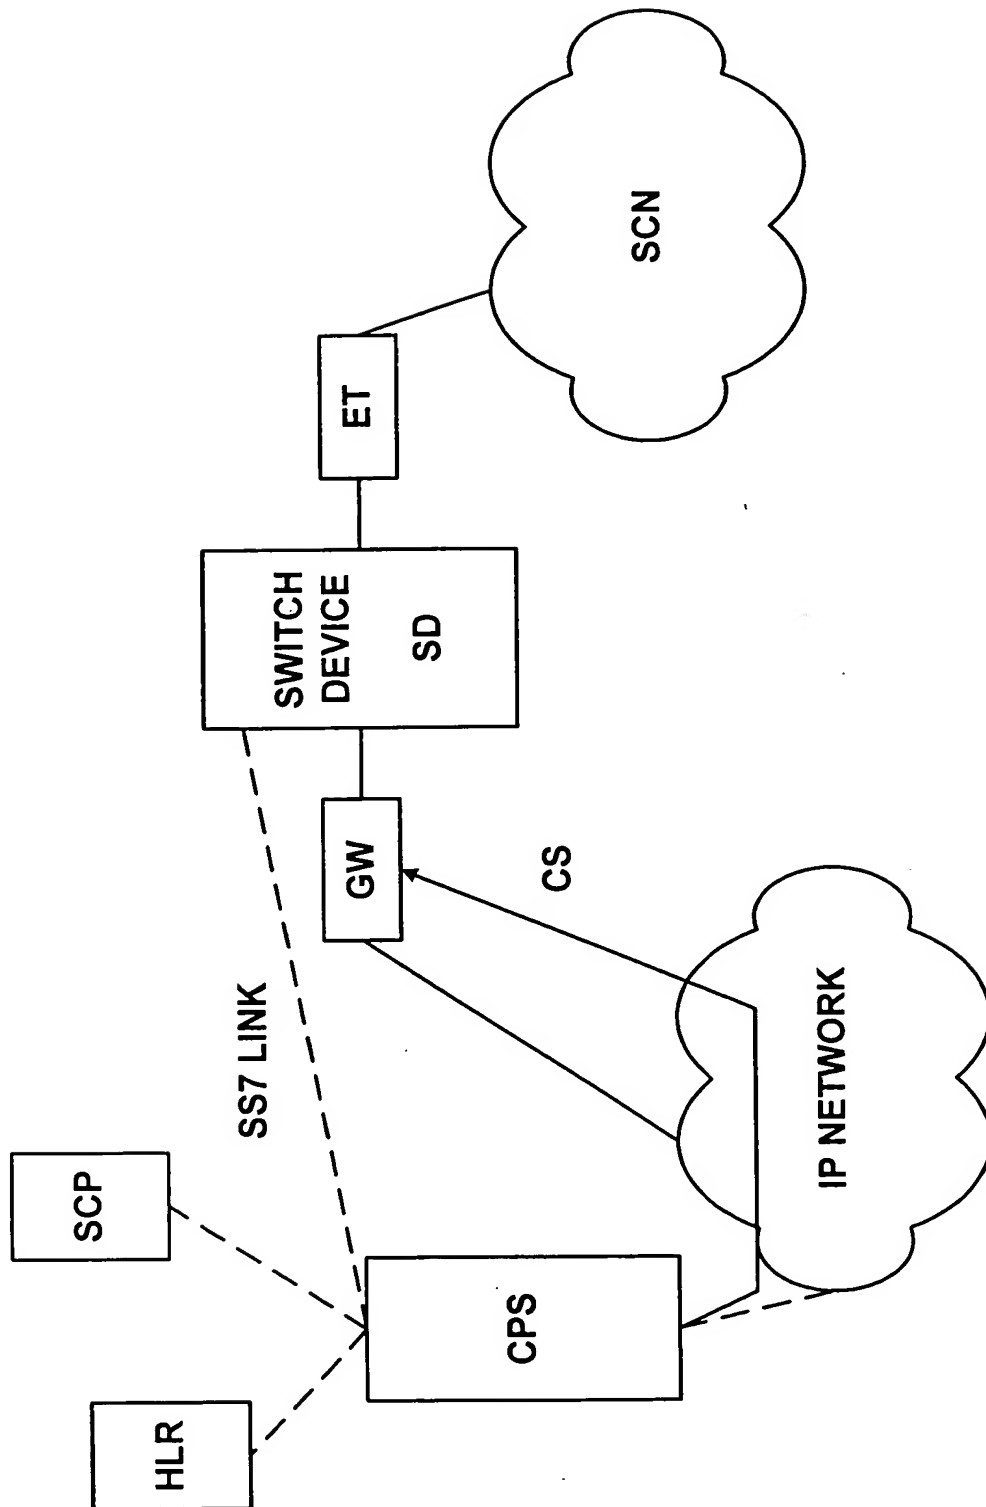 HLR
SCP
SS7 LINK
CPS
GW
CS
SWITCH
DEVICE
SD
ET
IP NETWORK
SCN